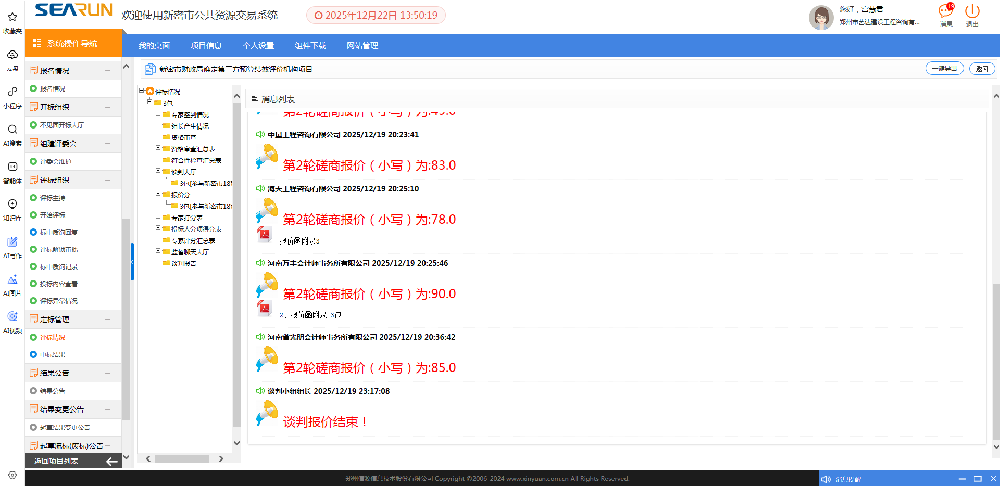 SEARUN
欢迎使用新密市公共资源交易系统
2025年12月22日 13:50:19
您好，宫慧君
郑州市艺达建设工程咨询有...
19
消息
退出
收藏夹
云盘
小程序
AI搜索
智能体
知识库
AI写作
AI图片
AI视频
系统操作导航
我的桌面
项目信息
个人设置
组件下载
网站管理
报名情况
报名情况
开标组织
不见面开标大厅
组建评委会
评委会维护
评标组织
评标主持
开始评标
标中质询回复
评标解锁审批
标中质询记录
投标内容查看
评标异常情况
定标管理
评标情况
中标结果
结果公告
结果公告
结果变更公告
起草结果变更公告
起草流标(废标)公告
返回项目列表
新密市财政局确定第三方预算绩效评价机构项目
一键导出
返回
评标情况
3包
专家签到情况
组长产生情况
资格审查
资格审查汇总表
符合性检查汇总表
谈判大厅
3包[参与新密市18家
报价分
3包[参与新密市18家
专家打分表
投标人分项得分表
专家评分汇总表
监督聊天大厅
谈判报告
消息列表
第2轮磋商报价（小写）为:49.0
中量工程咨询有限公司 2025/12/19 20:23:41
第2轮磋商报价（小写）为:83.0
海天工程咨询有限公司 2025/12/19 20:25:10
第2轮磋商报价（小写）为:78.0
报价函附录3
河南万丰会计师事务所有限公司 2025/12/19 20:25:46
第2轮磋商报价（小写）为:90.0
2、报价函附录_3包_
河南省光明会计师事务所有限公司 2025/12/19 20:36:42
第2轮磋商报价（小写）为:85.0
谈判小组组长 2025/12/19 23:17:08
谈判报价结束！
郑州信源信息技术股份有限公司 Copyright ©2006-2024 www.xinyuan.com.cn All Rights Reserved.
消息提醒